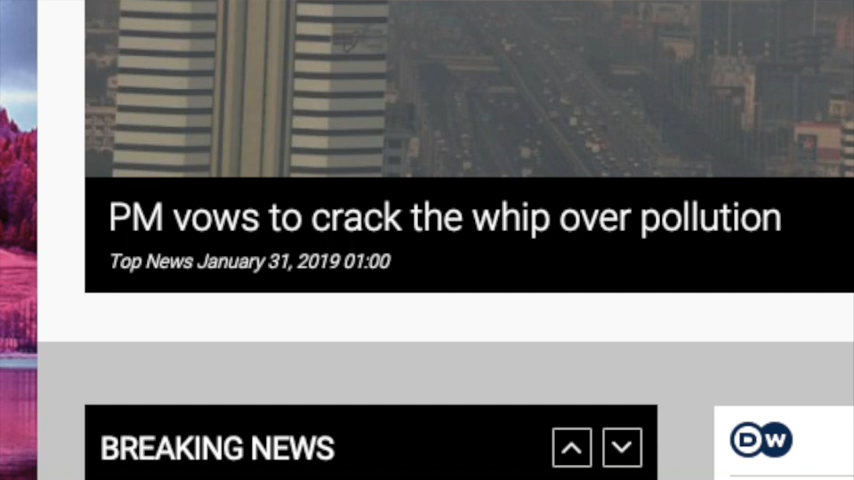 PM vows to crack the whip over pollution
Top News January 31, 2019 01:00
BREAKING NEWS
DW